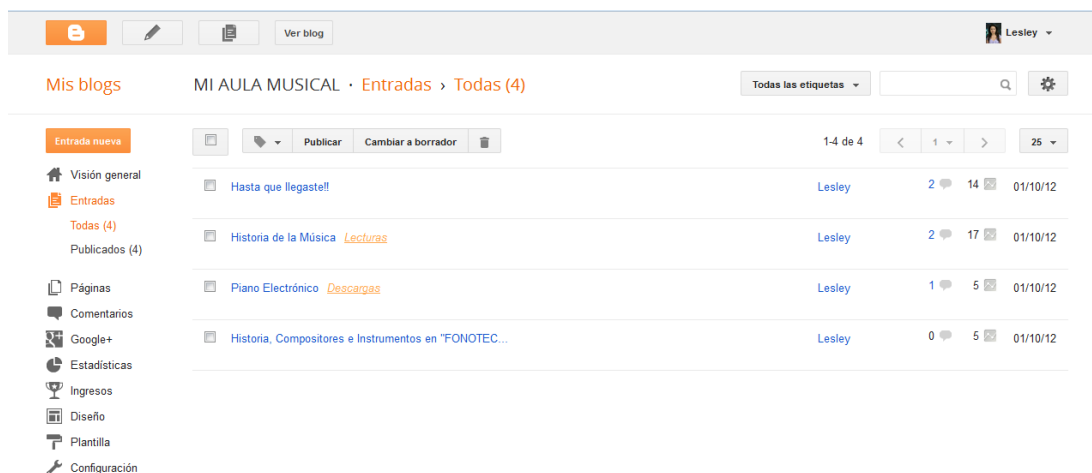 Ver blog
Lesley
Mis blogs
MI AULA MUSICAL · Entradas › Todas (4)
Todas las etiquetas
Entrada nueva
Publicar
Cambiar a borrador
1-4 de 4
1
25
Visión general
Entradas
Todas (4)
Publicados (4)
Páginas
Comentarios
Google+
Estadísticas
Ingresos
Diseño
Plantilla
Configuración
Hasta que llegaste!! Lesley 2 14 01/10/12
Historia de la Música Lecturas Lesley 2 17 01/10/12
Piano Electrónico Descargas Lesley 1 5 01/10/12
Historia, Compositores e Instrumentos en "FONOTEC... Lesley 0 5 01/10/12